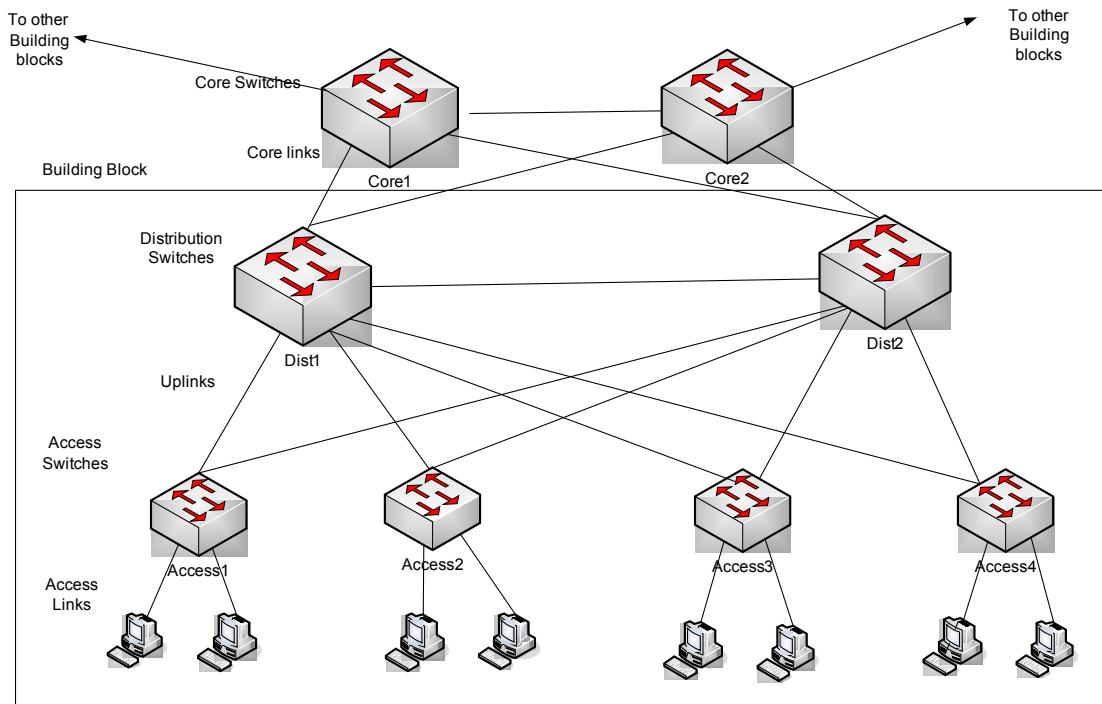 To other
Building
blocks
To other
Building
blocks
Core Switches
Core links
Core1
Core2
Building Block
Distribution
Switches
Dist1
Dist2
Uplinks
Access
Switches
Access1
Access2
Access3
Access4
Access
Links